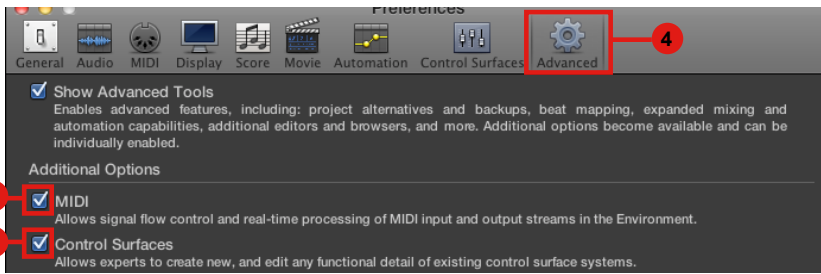 Preferences
General Audio MIDI Display Score Movie Automation Control Surfaces Advanced
4
Show Advanced Tools
Enables advanced features, including: project alternatives and backups, beat mapping, expanded mixing and
automation capabilities, additional editors and browsers, and more. Additional options become available and can be
individually enabled.
Additional Options
MIDI
Allows signal flow control and real-time processing of MIDI input and output streams in the Environment.
Control Surfaces
Allows experts to create new, and edit any functional detail of existing control surface systems.